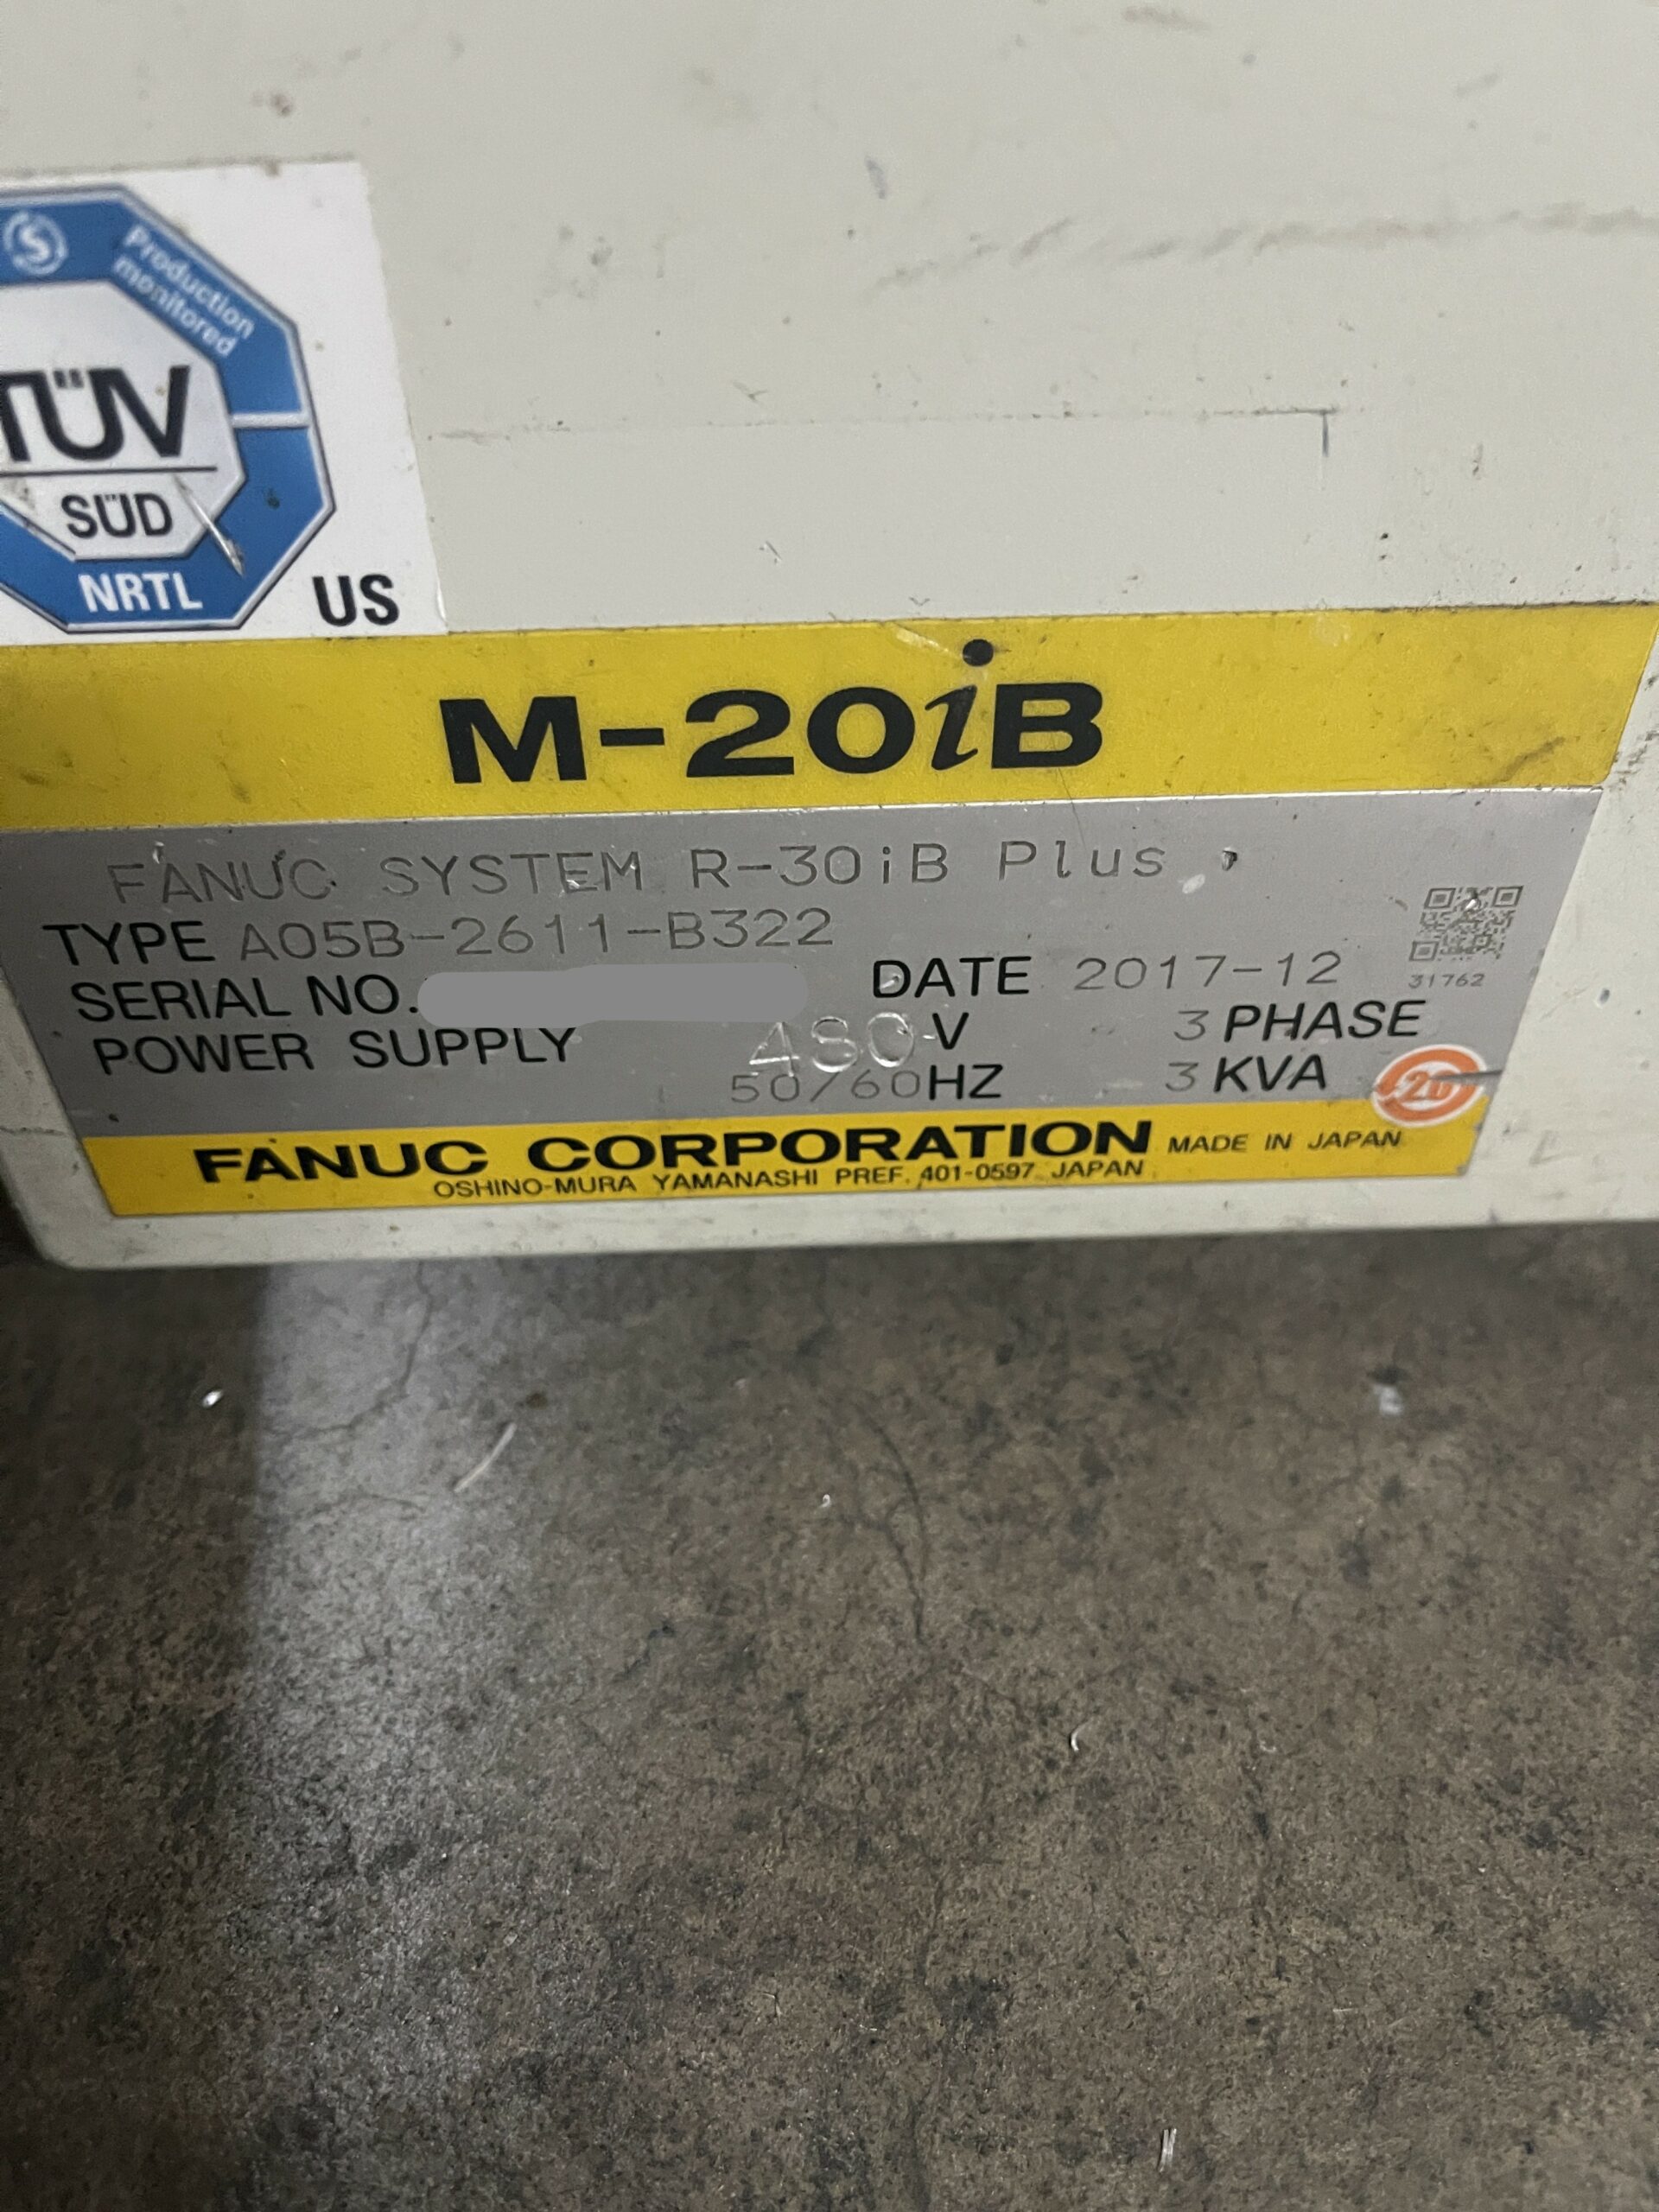 Production
monitored
TÜV
SÜD
NRTL
US
M-20iB
FANUC SYSTEM R-30iB Plus
TYPE A05B-2611-B322
SERIAL NO.
DATE 2017-12
31762
POWER SUPPLY 480 V 3 PHASE
50/60 HZ 3 KVA
20
FANUC CORPORATION MADE IN JAPAN
OSHINO-MURA YAMANASHI PREF. 401-0597 JAPAN